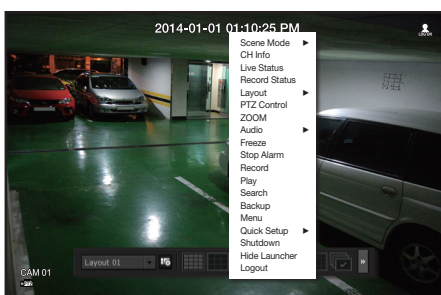 2014-01-01 01:10:25 PM
Scene Mode
CH Info
Live Status
Record Status
Layout
PTZ Control
ZOOM
Audio
Freeze
Stop Alarm
Record
Play
Search
Backup
Menu
Quick Setup
Shutdown
Hide Launcher
Logout
Layout 01
CAM 01